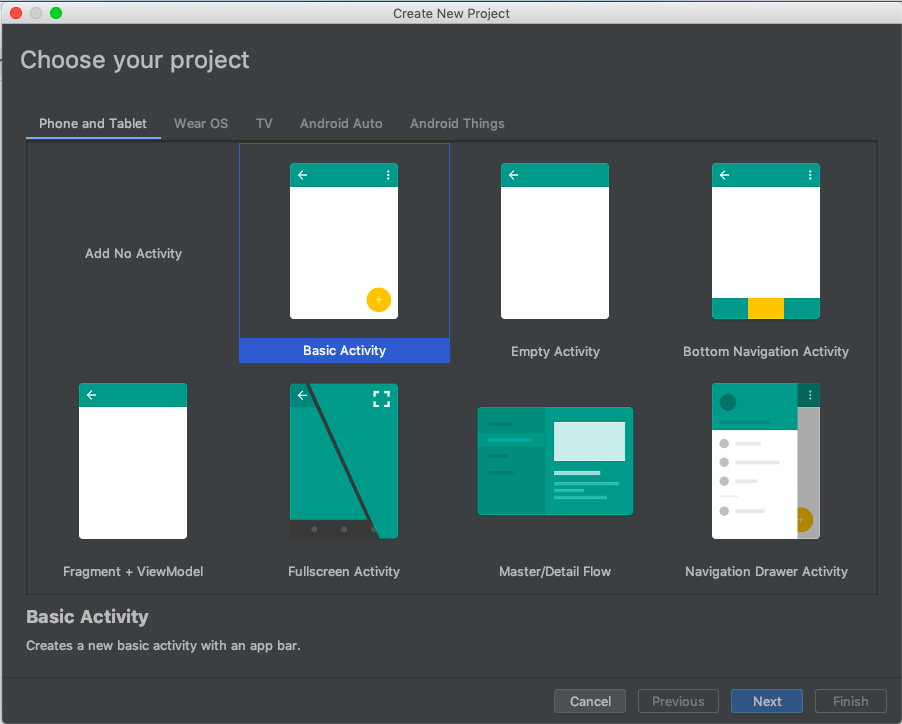 Create New Project
Choose your project
Phone and Tablet Wear OS TV Android Auto Android Things
Add No Activity
Basic Activity
Empty Activity
Bottom Navigation Activity
Fragment + ViewModel
Fullscreen Activity
Master/Detail Flow
Navigation Drawer Activity
Basic Activity
Creates a new basic activity with an app bar.
Cancel Previous Next Finish